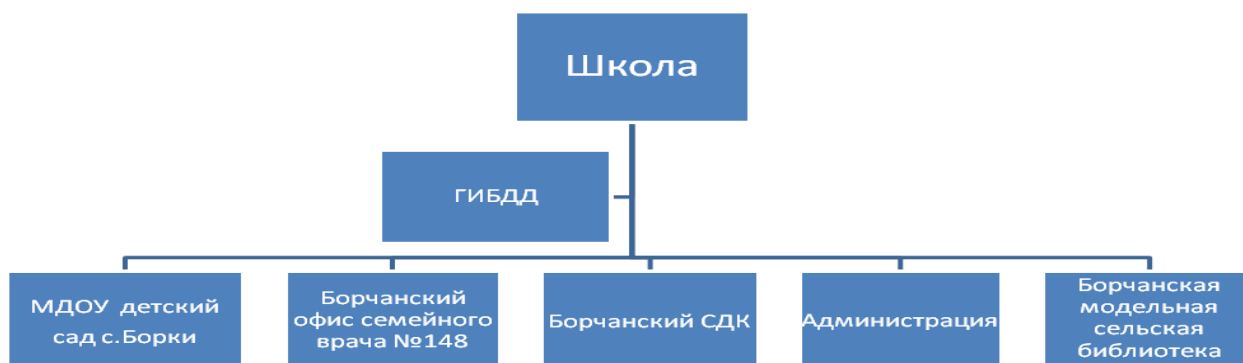 Школа
ГИБДД
МДОУ детский
сад с.Борки
Борчанский
офис семейного
врача №148
Борчанский СДК
Администрация
Борчанская
модельная
сельская
библиотека